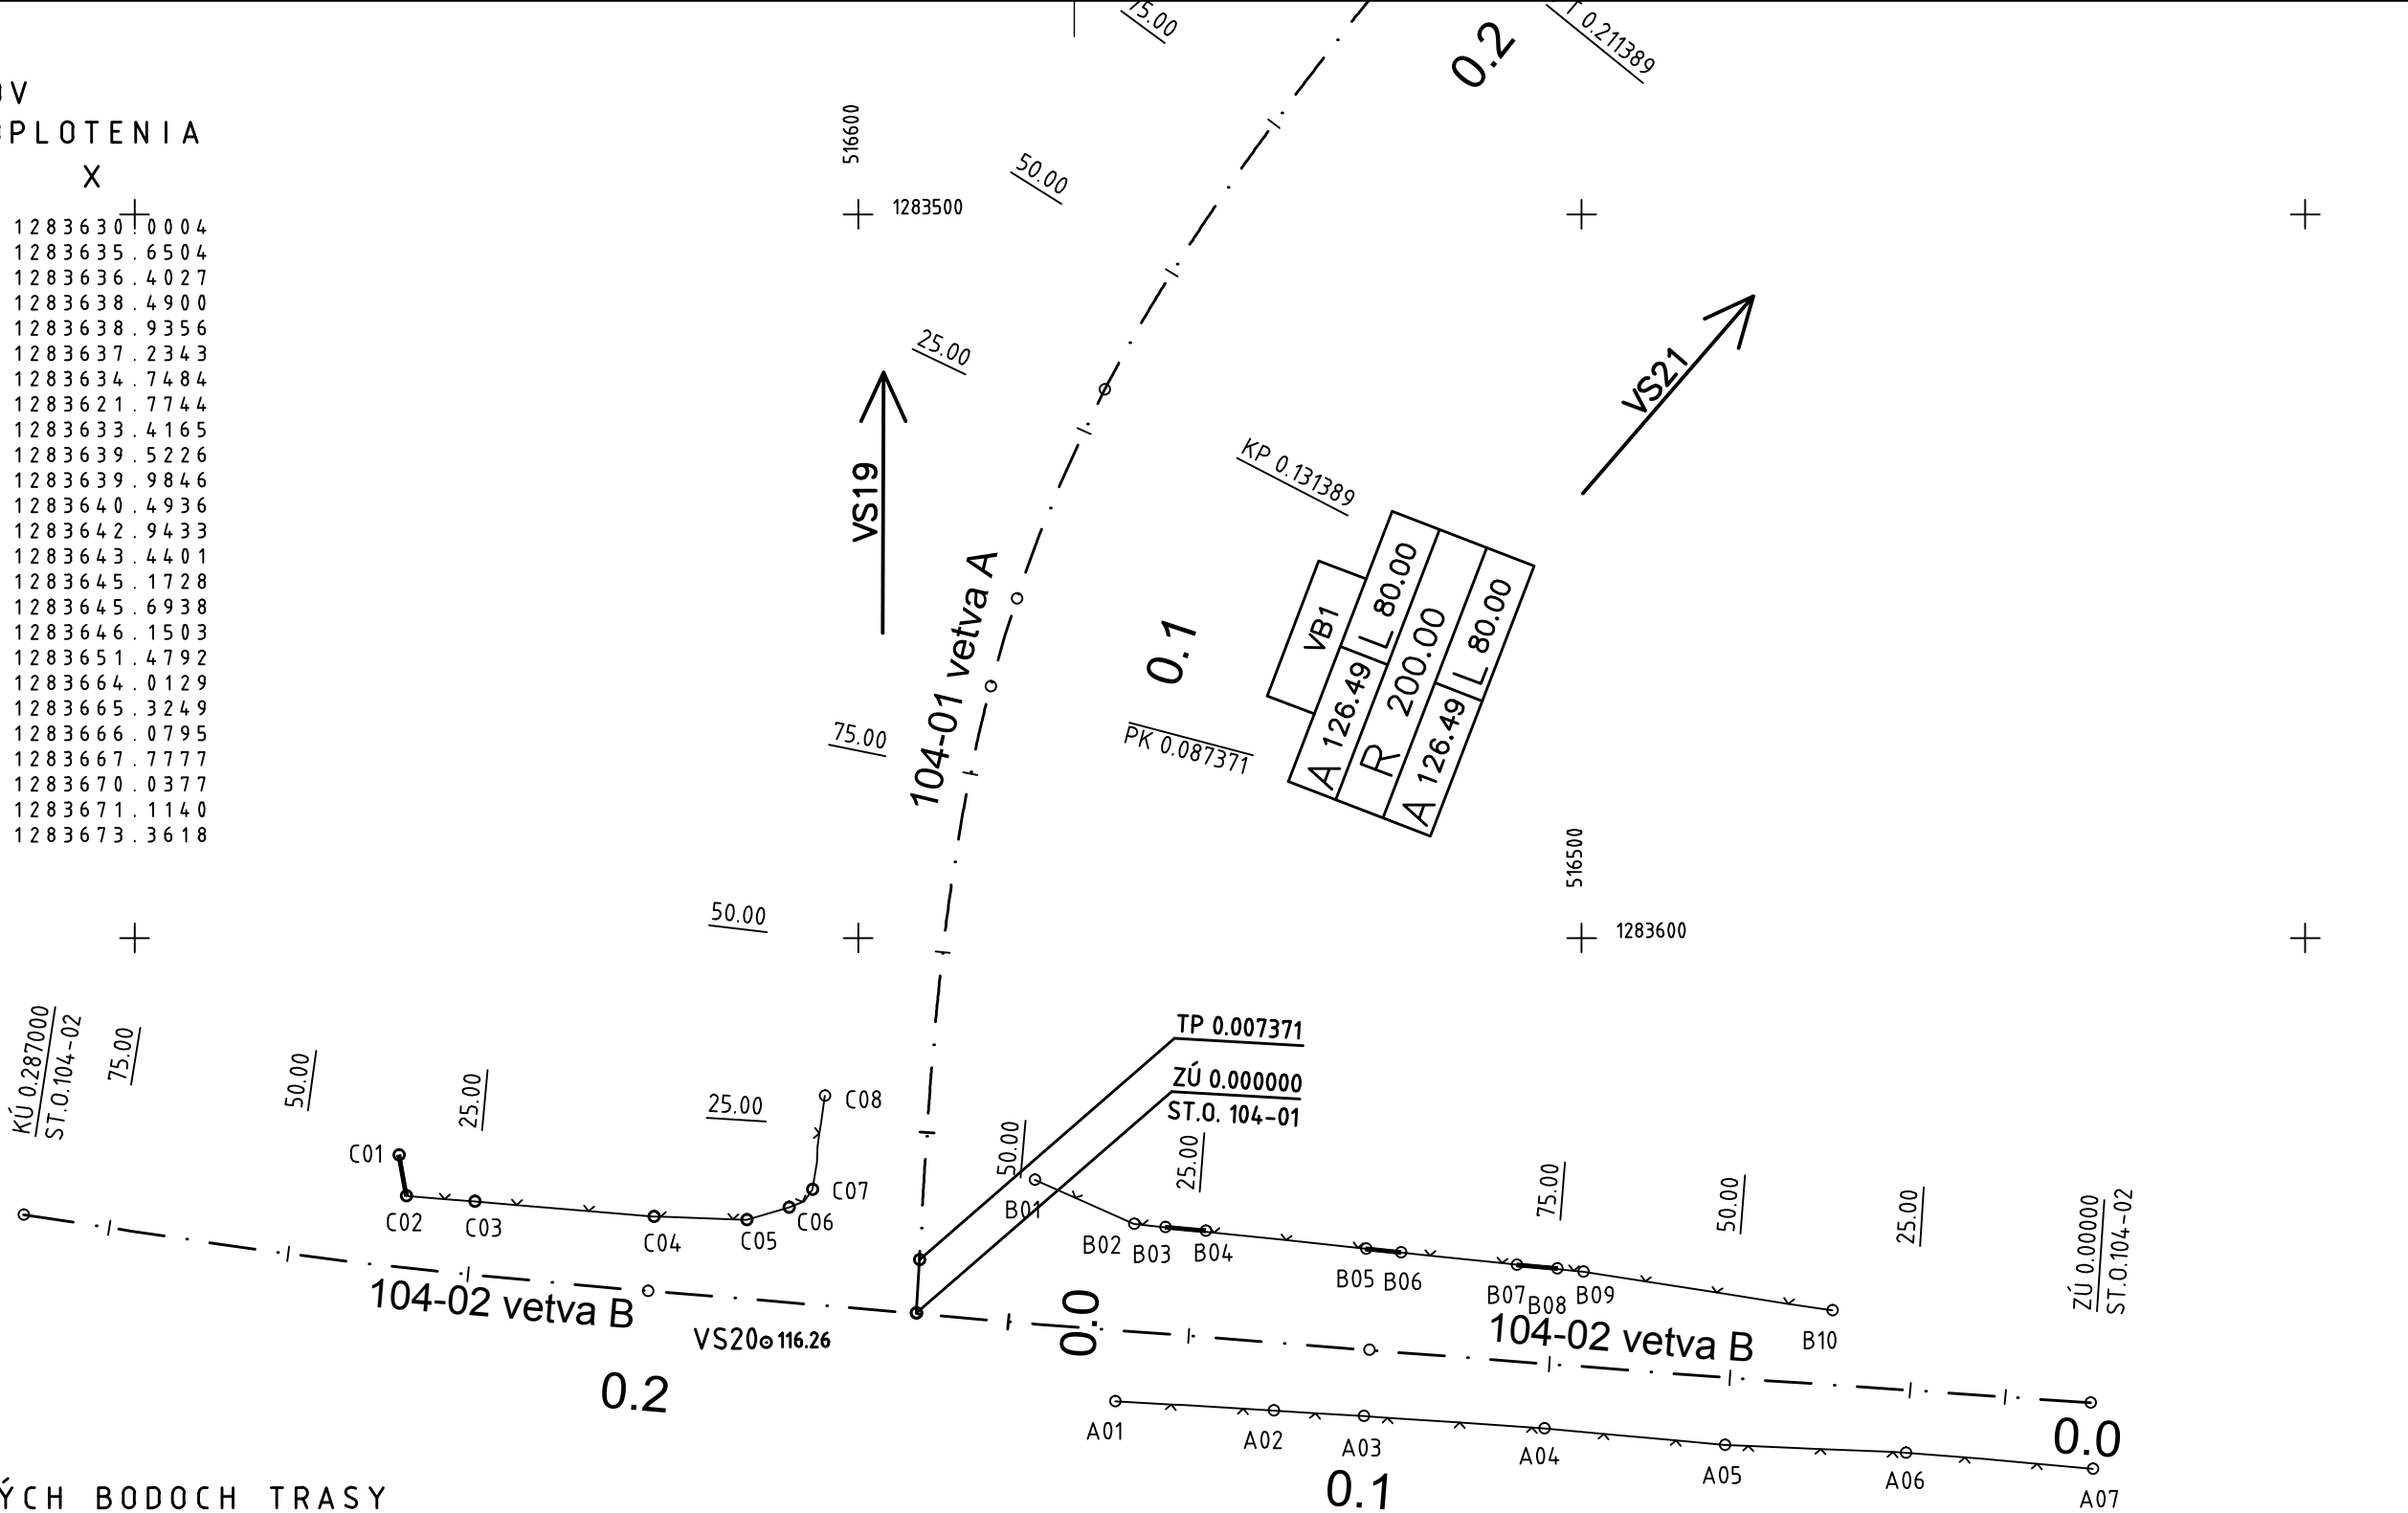 PLOTENIA
X
1283630.0004
1283635.6504
1283636.4027
1283638.4900
1283638.9356
1283637.2343
1283634.7484
1283621.7744
1283633.4165
1283639.5226
1283639.9846
1283640.4936
1283642.9433
1283643.4401
1283645.1728
1283645.6938
1283646.1503
1283651.4792
1283664.0129
1283665.3249
1283666.0795
1283667.7777
1283670.0377
1283671.1140
1283673.3618
75.00
0.2
0.211389
516600
1283500
50.00
25.00
VS19
VS21
KP 0.131389
104-01 vetva A
0.1
VB1
A 126.49 L 80.00
R 200.00
A 126.49 L 80.00
75.00
PK 0.087371
516500
1283600
50.00
KÚ 0.287000
ST.O.104-02
75.00
50.00
25.00
25.00
TP 0.007371
ZÚ 0.000000
ST.O. 104-01
50.00
25.00
75.00
50.00
25.00
ZÚ 0.00000
ST.O.104-02
C01
C02
C03
C04
C05
C06
C07
C08
B01
B02
B03
B04
B05
B06
B07
B08
B09
B10
104-02 vetva B
VS20 116.26
0.0
104-02 vetva B
0.2
A01
A02
A03
A04
A05
A06
A07
0.0
0.1
ÝCH BODOCH TRASY